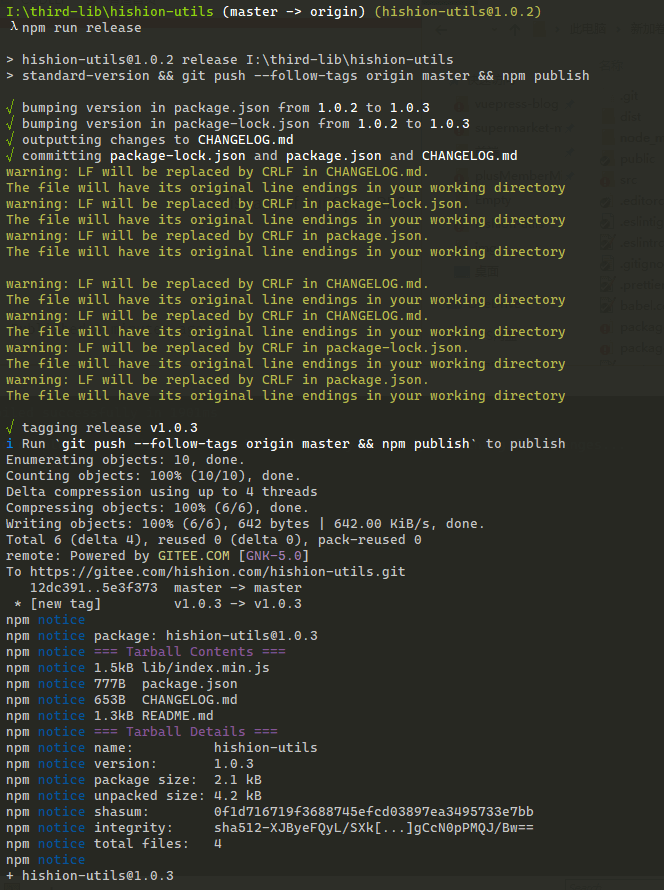 I:\third-lib\hishion-utils (master -> origin) (hishion-utils@1.0.2)
λ npm run release
> hishion-utils@1.0.2 release I:\third-lib\hishion-utils
> standard-version && git push --follow-tags origin master && npm publish
√ bumping version in package.json from 1.0.2 to 1.0.3
√ bumping version in package-lock.json from 1.0.2 to 1.0.3
√ outputting changes to CHANGELOG.md
√ committing package-lock.json and package.json and CHANGELOG.md
warning: LF will be replaced by CRLF in CHANGELOG.md.
The file will have its original line endings in your working directory
warning: LF will be replaced by CRLF in package-lock.json.
The file will have its original line endings in your working directory
warning: LF will be replaced by CRLF in package.json.
The file will have its original line endings in your working directory
warning: LF will be replaced by CRLF in CHANGELOG.md.
The file will have its original line endings in your working directory
warning: LF will be replaced by CRLF in CHANGELOG.md.
The file will have its original line endings in your working directory
warning: LF will be replaced by CRLF in package-lock.json.
The file will have its original line endings in your working directory
warning: LF will be replaced by CRLF in package.json.
The file will have its original line endings in your working directory
√ tagging release v1.0.3
i Run `git push --follow-tags origin master && npm publish` to publish
Enumerating objects: 10, done.
Counting objects: 100% (10/10), done.
Delta compression using up to 4 threads
Compressing objects: 100% (6/6), done.
Writing objects: 100% (6/6), 642 bytes | 642.00 KiB/s, done.
Total 6 (delta 4), reused 0 (delta 0), pack-reused 0
remote: Powered by GITEE.COM [GNK-5.0]
To https://gitee.com/hishion.com/hishion-utils.git
12dc391..5e3f373  master -> master
* [new tag]         v1.0.3 -> v1.0.3
npm notice
npm notice package: hishion-utils@1.0.3
npm notice === Tarball Contents ===
npm notice 1.5kB lib/index.min.js
npm notice 777B  package.json
npm notice 653B  CHANGELOG.md
npm notice 1.3kB README.md
npm notice === Tarball Details ===
npm notice name:          hishion-utils
npm notice version:       1.0.3
npm notice package size:  2.1 kB
npm notice unpacked size: 4.2 kB
npm notice shasum:        0f1d716719f3688745efcd03897ea3495733e7bb
npm notice integrity:     sha512-XJByeFQyL/SXk[...]gCcN0pPMQJ/Bw==
npm notice total files:   4
npm notice
+ hishion-utils@1.0.3